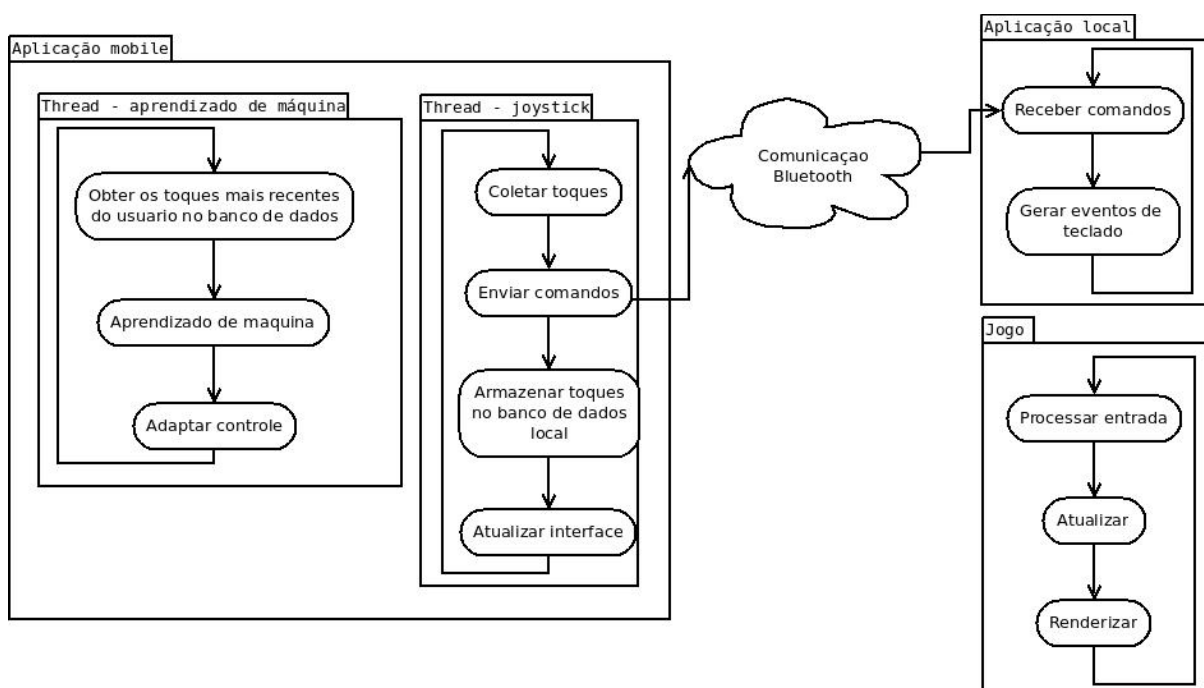 Aplicação mobile
Thread - aprendizado de máquina
Obter os toques mais recentes
do usuario no banco de dados
Aprendizado de maquina
Adaptar controle
Thread - joystick
Coletar toques
Enviar comandos
Armazenar toques
no banco de dados
local
Atualizar interface
Comunicaçao
Bluetooth
Aplicação local
Receber comandos
Gerar eventos de
teclado
Jogo
Processar entrada
Atualizar
Renderizar